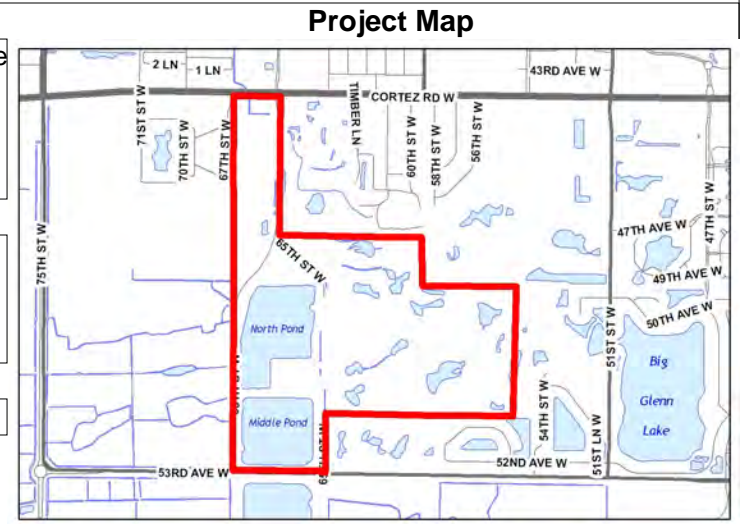 Project Map
e
2 LN
1 LN
43RD AVE W
CORTEZ RD W
71ST ST W
70TH ST W
67TH ST W
TIMBER LN
60TH ST W
58TH ST W
56TH ST W
47TH AVE W
47TH ST W
75TH ST W
65TH ST W
49TH AVE W
50TH AVE W
51ST ST W
North Pond
Big
Glenn
Lake
Middle Pond
54TH ST W
51ST LN W
53RD AVE W
52ND AVE W